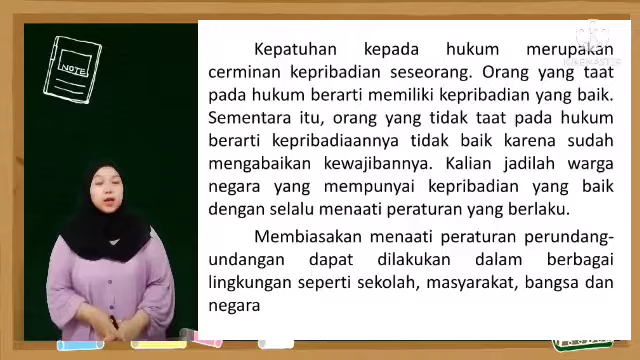 NOTE
Kepatuhan kepada hukum merupakan
cerminan kepribadian seseorang. Orang yang taat
pada hukum berarti memiliki kepribadian yang baik.
Sementara itu, orang yang tidak taat pada hukum
berarti kepribadiaannya tidak baik karena sudah
mengabaikan kewajibannya. Kalian jadilah warga
negara yang mempunyai kepribadian yang baik
dengan selalu menaati peraturan yang berlaku.
Membiasakan menaati peraturan perundang-
undangan dapat dilakukan dalam berbagai
lingkungan seperti sekolah, masyarakat, bangsa dan
negara